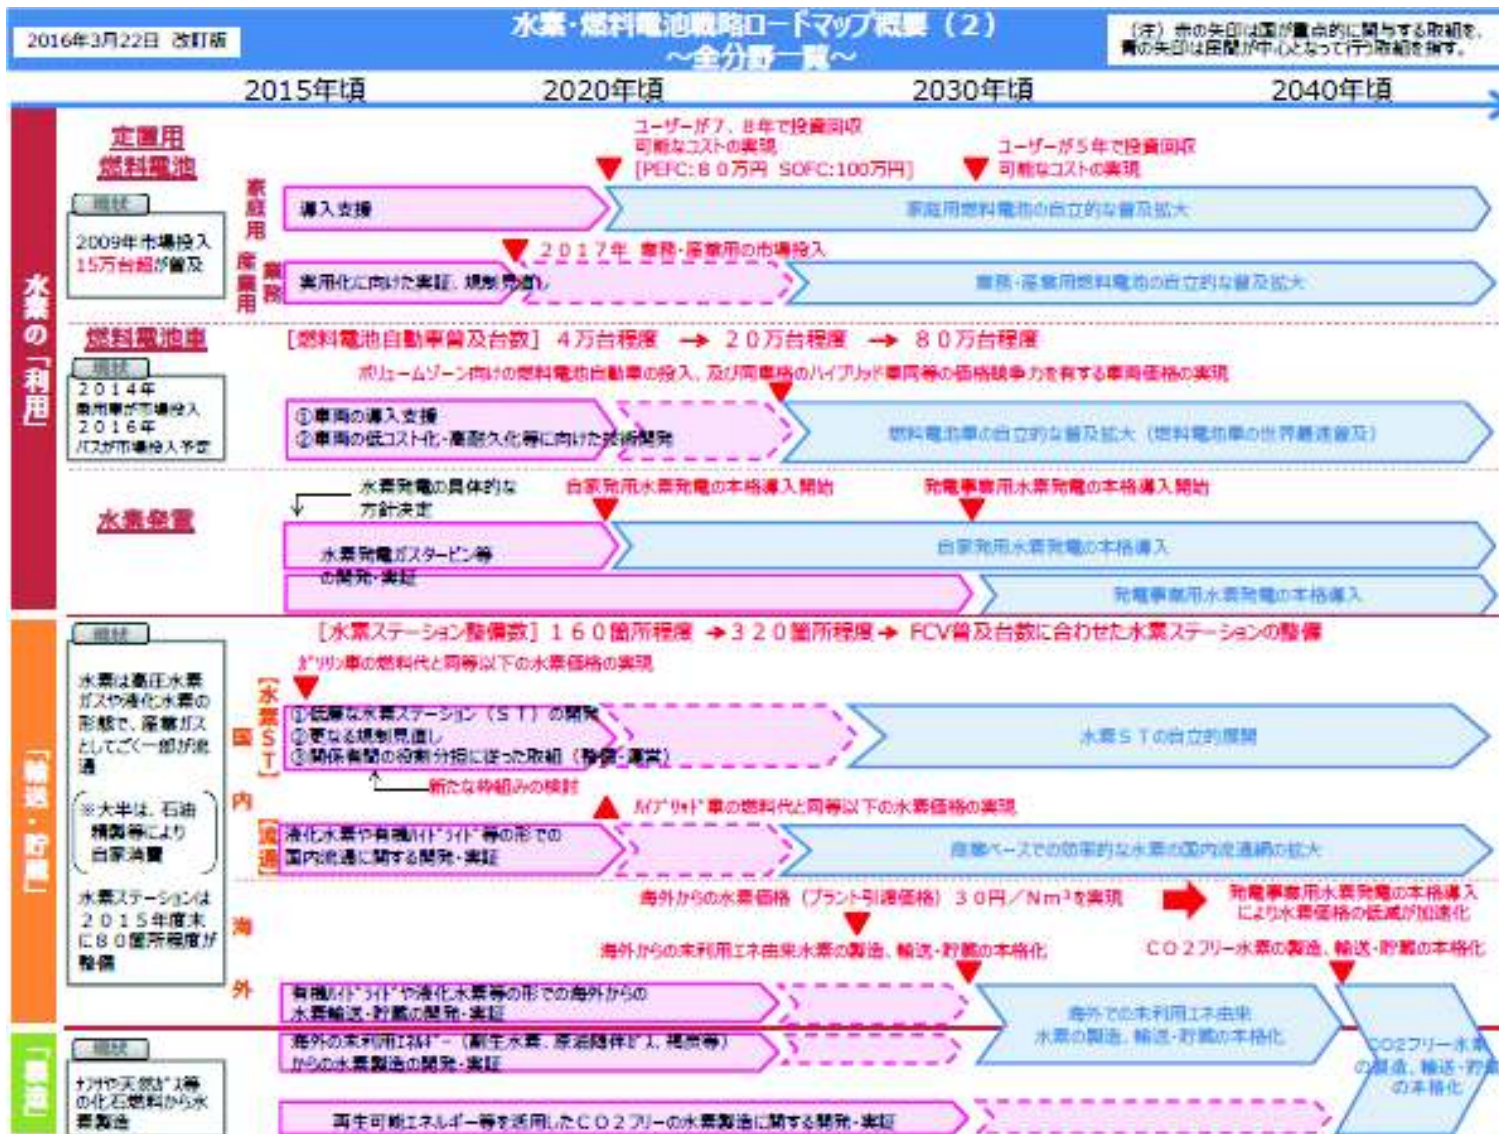 2016年3月22日 改訂版
水素・燃料電池戦略ロードマップ概要（2）
～全分野一覧～
（注）赤の矢印は国が重点的に関与する取組を、
青の矢印は民間が中心となって行う取組を指す。
2015年頃
2020年頃
2030年頃
2040年頃
水素の「利用」
定置用
燃料電池
現状
2009年市場投入
15万台超が普及
家庭用
ユーザーが7、8年で投資回収
可能なコストの実現
[PEFC:80万円 SOFC:100万円]
ユーザーが5年で投資回収
可能なコストの実現
導入支援
家庭用燃料電池の自立的な普及拡大
業務
産業用
2017年 業務・産業用の市場投入
実用化に向けた実証、規制見直し
業務・産業用燃料電池の自立的な普及拡大
燃料電池車
現状
2014年
乗用車が市場投入
2016年
バスが市場投入予定
[燃料電池自動車普及台数] 4万台程度 → 20万台程度 → 80万台程度
ボリュームゾーン向けの燃料電池自動車の投入、及び同車格のハイブリッド車同等の価格競争力を有する車両価格の実現
①車両の導入支援
②車両の低コスト化・高耐久化等に向けた技術開発
燃料電池車の自立的な普及拡大（燃料電池車の世界最速普及）
水素発電
水素発電の具体的な
方針決定
自家発用水素発電の本格導入開始
発電事業用水素発電の本格導入開始
水素発電ガスタービン等
の開発・実証
自家発用水素発電の本格導入
発電事業用水素発電の本格導入
「輸送・貯蔵」
現状
水素は高圧水素
ガスや液化水素の
形態で、産業ガス
としてごく一部が流
通
※大半は、石油
精製等により
自家消費
水素ステーションは
2015年度末
に80箇所程度が
整備
[水素ステーション整備数] 160箇所程度 →320箇所程度→ FCV普及台数に合わせた水素ステーションの整備
ｶﾞｿﾘﾝ車の燃料代と同等以下の水素価格の実現
国内
【水素ST】
①低廉な水素ステーション（ST）の開発
②更なる規制見直し
③関係者間の役割分担に従った取組（整備・運営）
水素STの自立的展開
新たな枠組みの検討
ﾊｲﾌﾞﾘｯﾄﾞ車の燃料代と同等以下の水素価格の実現
【流通】
液化水素や有機ﾊｲﾄﾞﾗｲﾄﾞ等の形での
国内流通に関する開発・実証
産業ベースでの効率的な水素の国内流通網の拡大
海外
海外からの水素価格（プラント引渡価格）30円／Nm³を実現
発電事業用水素発電の本格導入
により水素価格の低減が加速化
海外からの未利用エネ由来水素の製造、輸送・貯蔵の本格化
CO2フリー水素の製造、輸送・貯蔵の本格化
有機ﾊｲﾄﾞﾗｲﾄﾞや液化水素等の形での海外からの
水素輸送・貯蔵の開発・実証
海外での未利用エネ由来
水素の製造、輸送・貯蔵の本格化
「製造」
現状
ﾅﾌｻや天然ｶﾞｽ等
の化石燃料から水
素製造
海外の未利用ｴﾈﾙｷﾞｰ（副生水素、原油随伴ｶﾞｽ、褐炭等）
からの水素製造の開発・実証
CO2フリー水素
の製造、輸送・貯蔵
の本格化
再生可能エネルギー等を活用したCO2フリーの水素製造に関する開発・実証